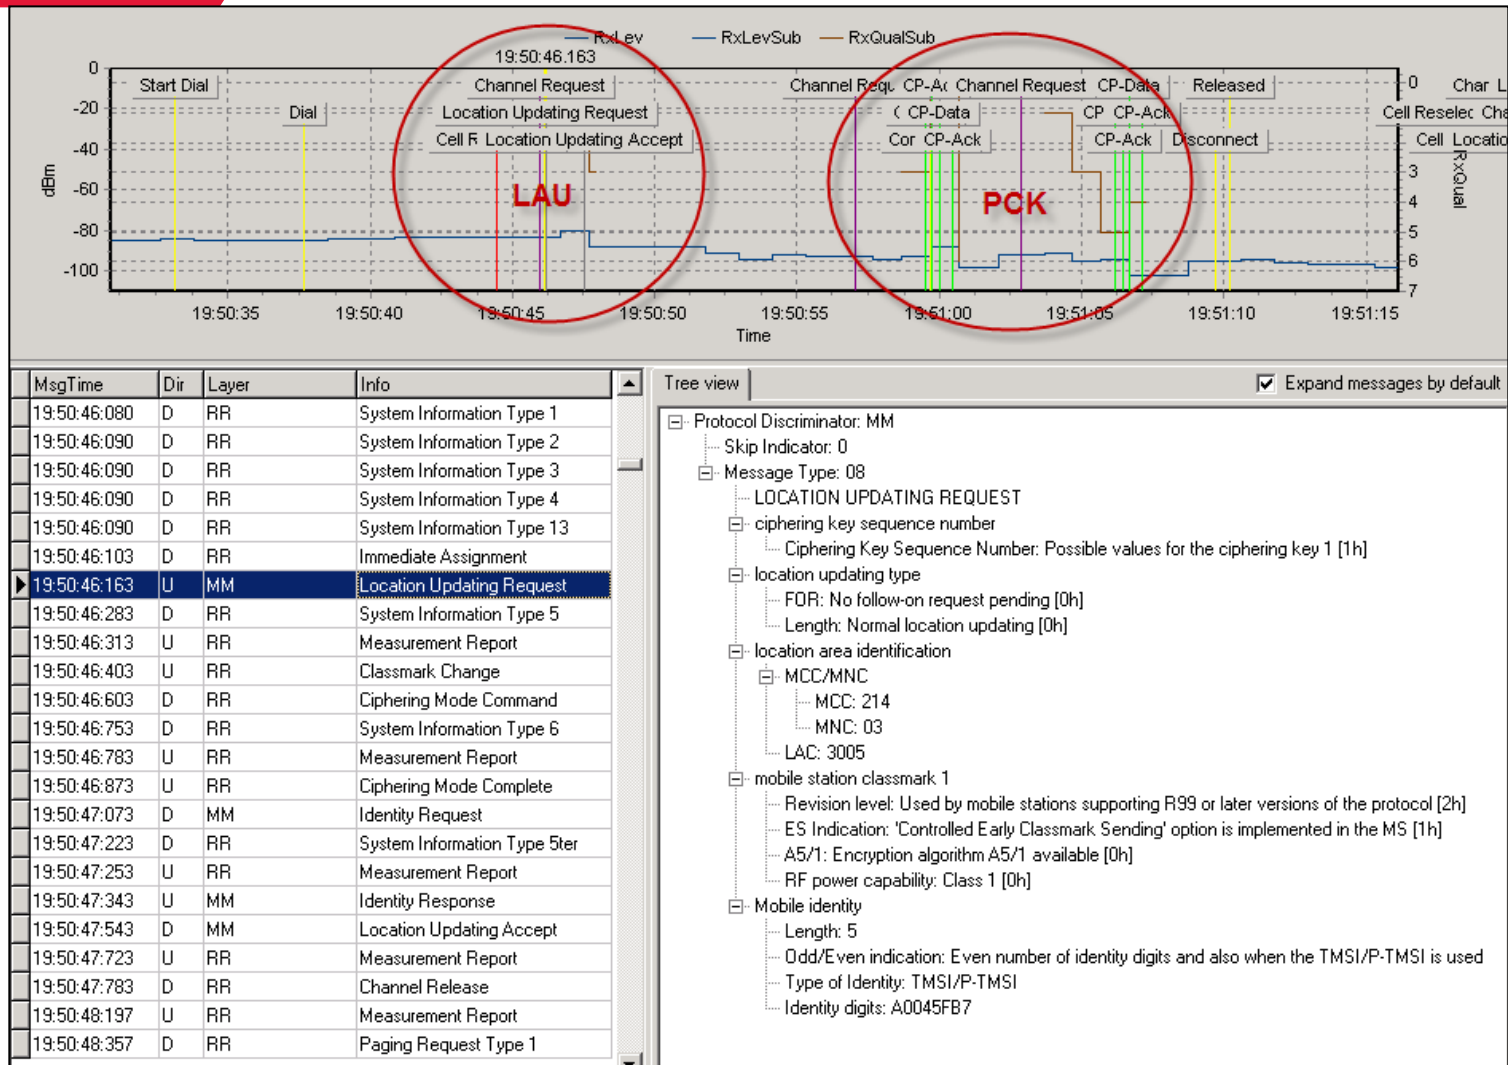 RxLev RxLevSub RxQualSub
19:50:46.163
0 Start Dial Channel Request Channel Requ CP-Ac Channel Request CP-Data Released Char L 0
-20 Dial Location Updating Request ( CP-Data CP CP-Ack Cell Reselec Cha
-40 Cell R Location Updating Accept Cor CP-Ack CP-Ack Disconnect Cell Locatio
dBm
RxQual
-60
-80
-100
3
4
5
6
7
LAU
PCK
19:50:35 19:50:40 19:50:45 19:50:50 19:50:55 19:51:00 19:51:05 19:51:10 19:51:15
Time
MsgTime Dir Layer Info
19:50:46:080 D RR System Information Type 1
19:50:46:090 D RR System Information Type 2
19:50:46:090 D RR System Information Type 3
19:50:46:090 D RR System Information Type 4
19:50:46:090 D RR System Information Type 13
19:50:46:103 D RR Immediate Assignment
19:50:46:163 U MM Location Updating Request
19:50:46:283 D RR System Information Type 5
19:50:46:313 U RR Measurement Report
19:50:46:403 U RR Classmark Change
19:50:46:603 D RR Ciphering Mode Command
19:50:46:753 D RR System Information Type 6
19:50:46:783 U RR Measurement Report
19:50:46:873 U RR Ciphering Mode Complete
19:50:47:073 D MM Identity Request
19:50:47:223 D RR System Information Type 5ter
19:50:47:253 U RR Measurement Report
19:50:47:343 U MM Identity Response
19:50:47:543 D MM Location Updating Accept
19:50:47:723 U RR Measurement Report
19:50:47:783 D RR Channel Release
19:50:48:197 U RR Measurement Report
19:50:48:357 D RR Paging Request Type 1
Tree view
Expand messages by default
Protocol Discriminator: MM
Skip Indicator: 0
Message Type: 08
LOCATION UPDATING REQUEST
ciphering key sequence number
Ciphering Key Sequence Number: Possible values for the ciphering key 1 [1h]
location updating type
FOR: No follow-on request pending [0h]
Length: Normal location updating [0h]
location area identification
MCC/MNC
MCC: 214
MNC: 03
LAC: 3005
mobile station classmark 1
Revision level: Used by mobile stations supporting R99 or later versions of the protocol [2h]
ES Indication: 'Controlled Early Classmark Sending' option is implemented in the MS [1h]
A5/1: Encryption algorithm A5/1 available [0h]
RF power capability: Class 1 [0h]
Mobile identity
Length: 5
Odd/Even indication: Even number of identity digits and also when the TMSI/P-TMSI is used
Type of Identity: TMSI/P-TMSI
Identity digits: A0045FB7